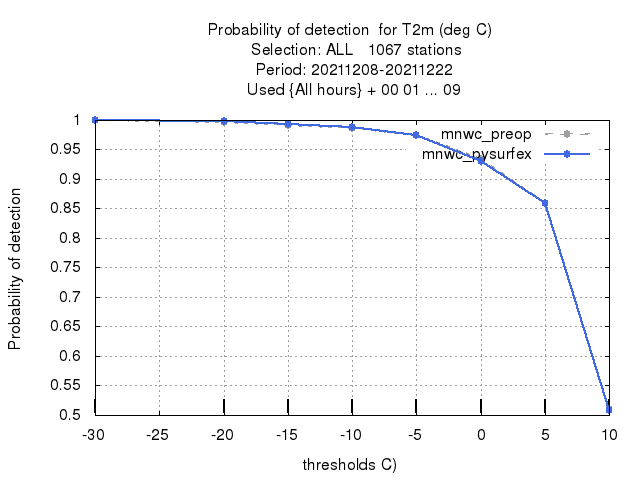 Probability of detection  for T2m (deg C)
Selection: ALL   1067 stations
Period: 20211208-20211222
Used {All hours} + 00 01 ... 09
mnwc_preop
mnwc_pysurfex
Probability of detection
1
0.95
0.9
0.85
0.8
0.75
0.7
0.65
0.6
0.55
0.5
-30 -25 -20 -15 -10 -5 0 5 10
thresholds C)